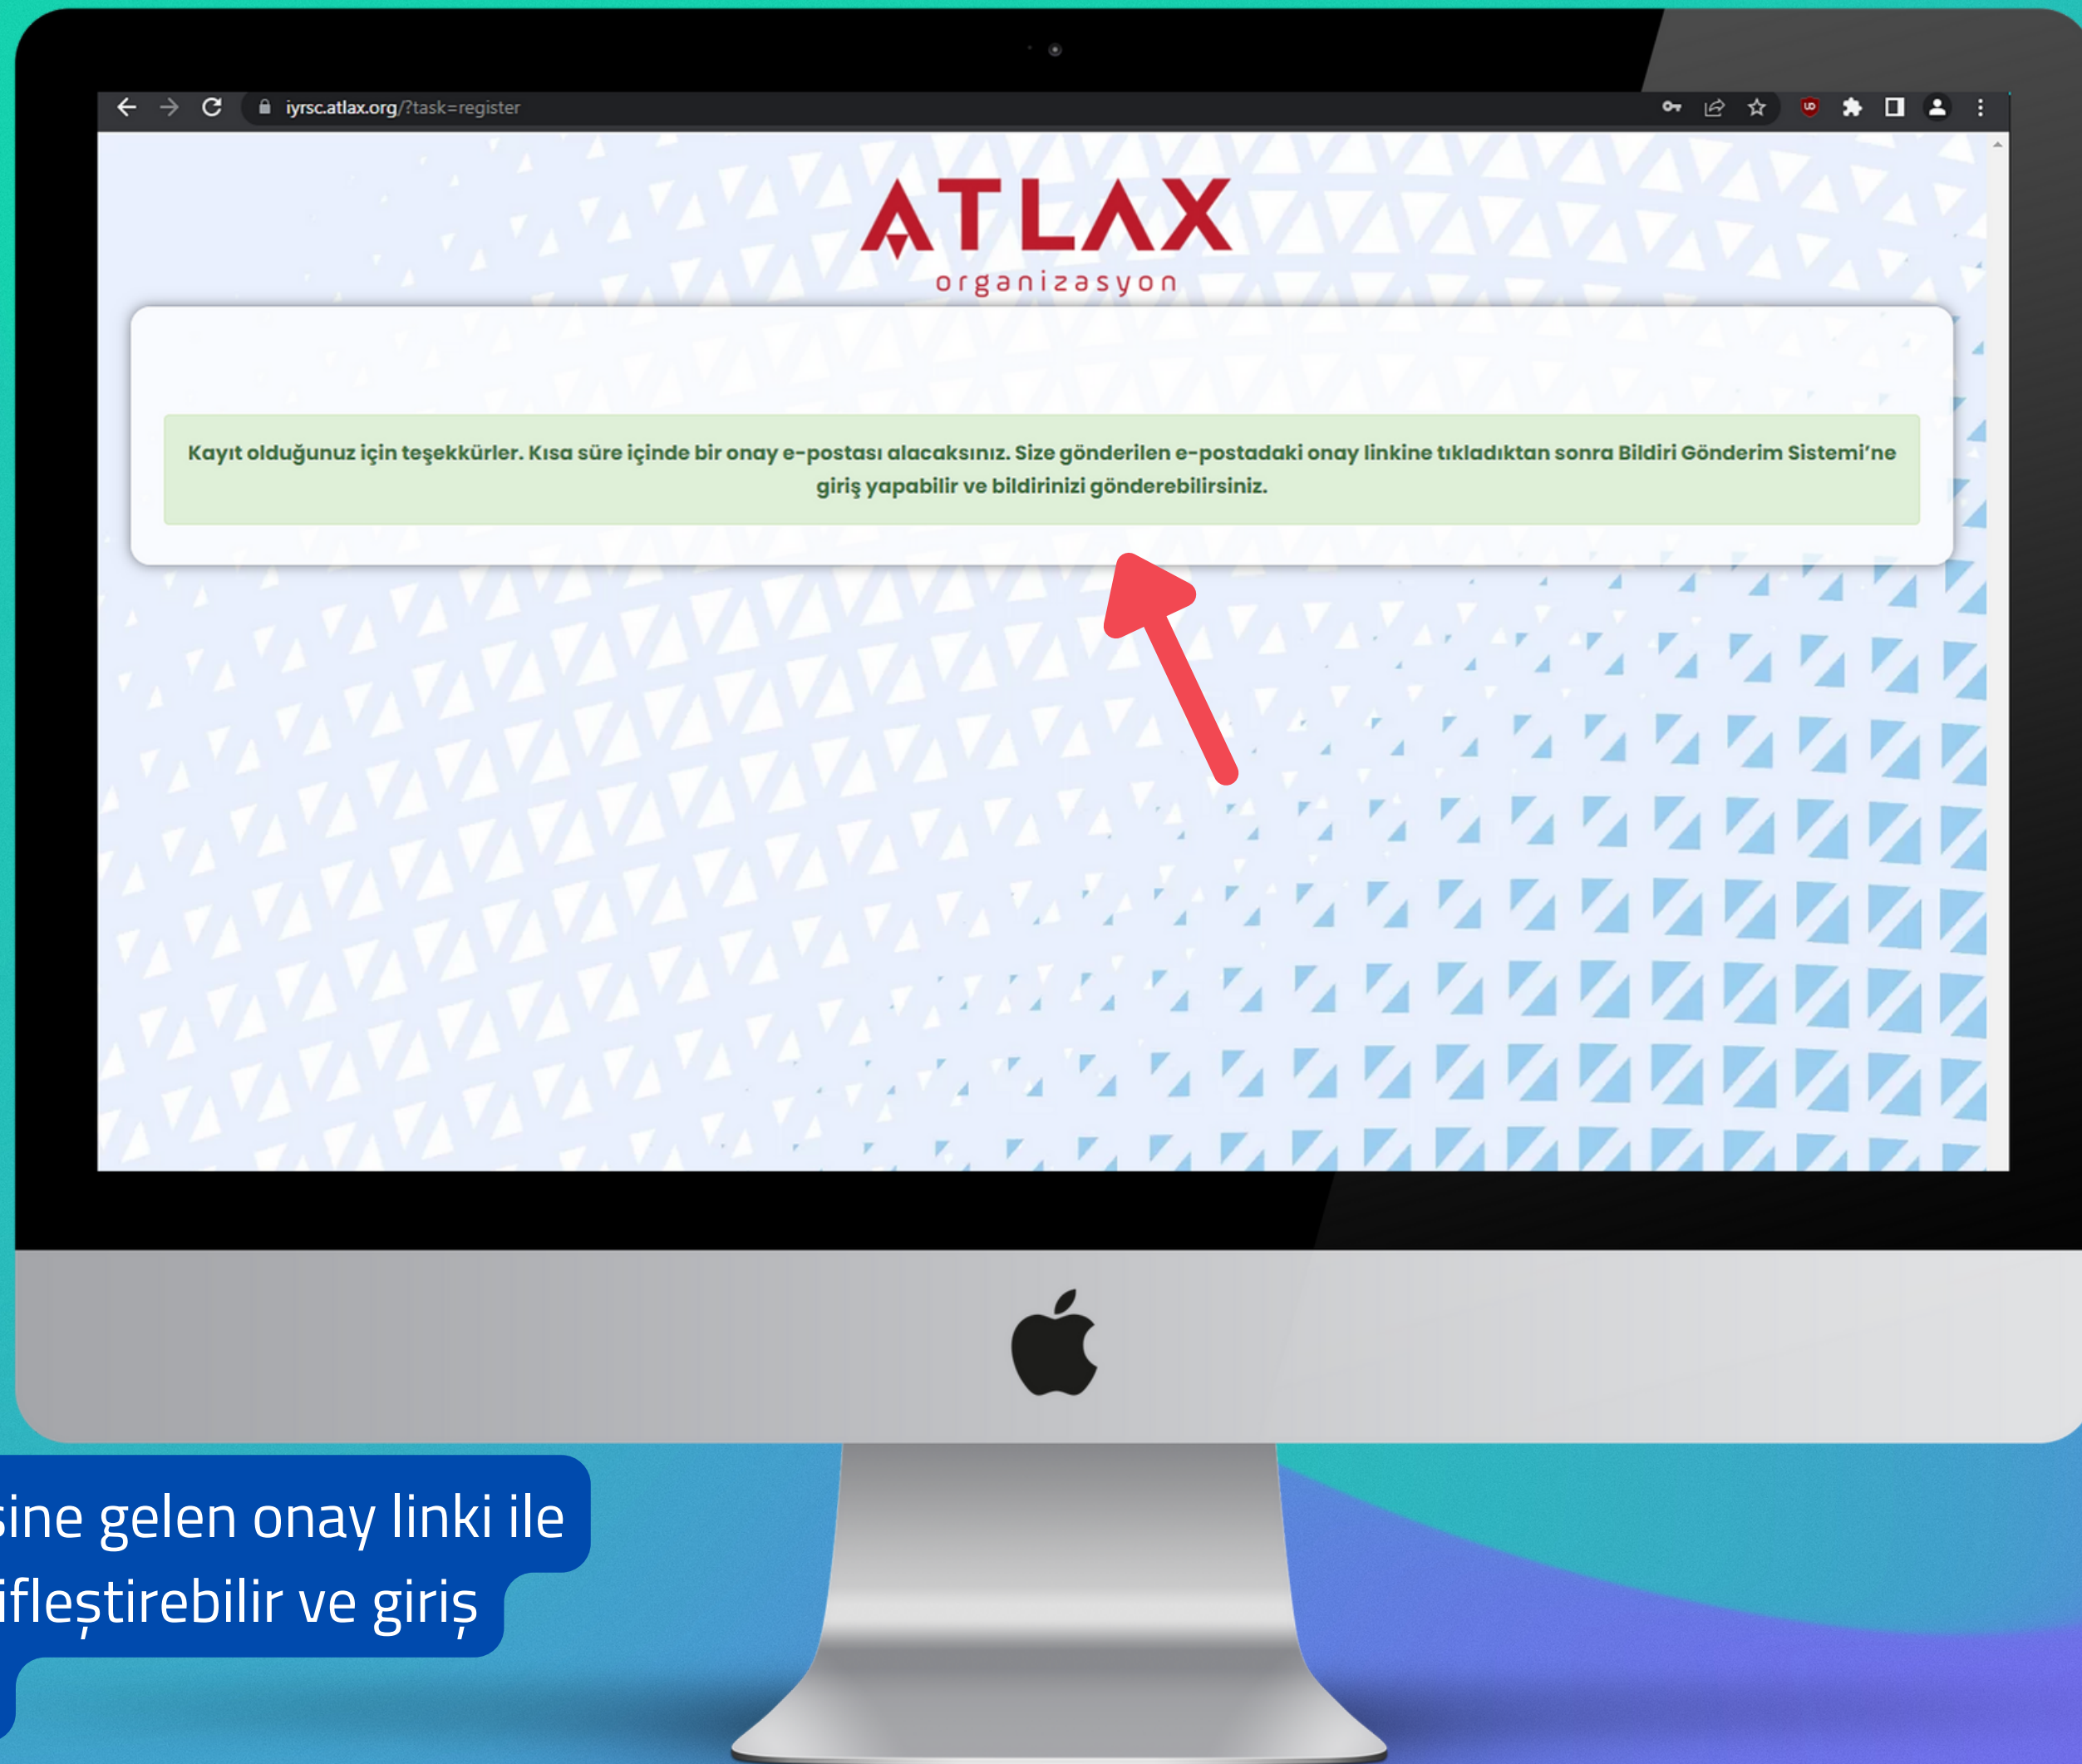 iyrsc.atlax.org/?task=register
ATLAX
organizasyon
Kayıt olduğunuz için teşekkürler. Kısa süre içinde bir onay e-postası alacaksınız. Size gönderilen e-postadaki onay linkine tıkladıktan sonra Bildiri Gönderim Sistemi’ne
giriş yapabilir ve bildirinizi gönderebilirsiniz.
sine gelen onay linki ile
ifleştirebilir ve giriş